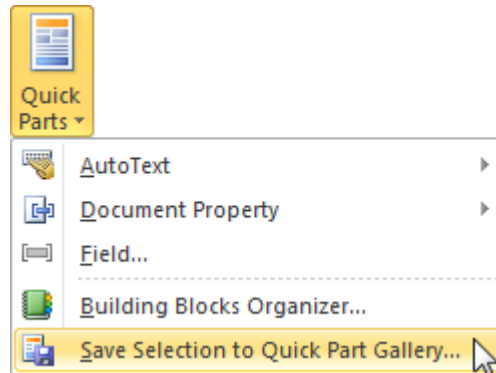 Quick
Parts
AutoText
Document Property
Field...
Building Blocks Organizer...
Save Selection to Quick Part Gallery...